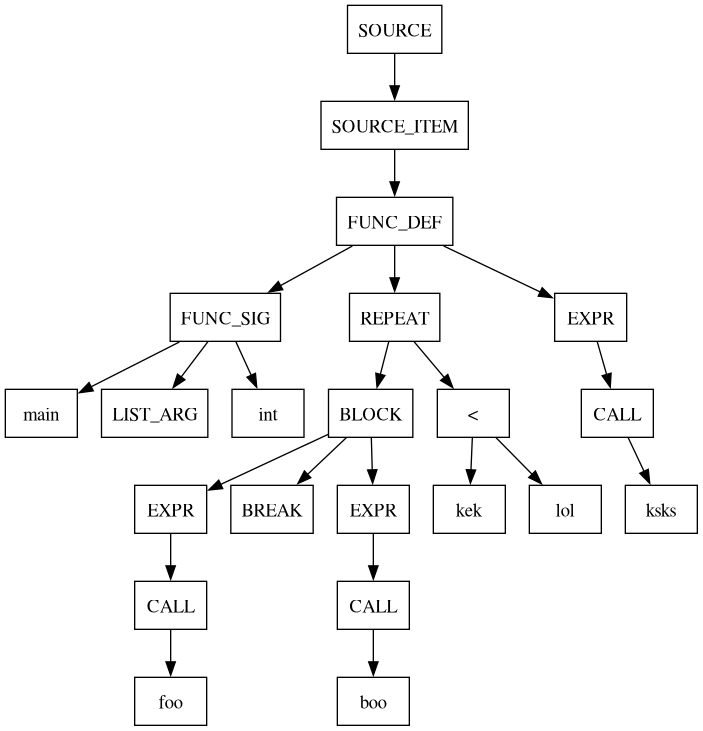 SOURCE
SOURCE_ITEM
FUNC_DEF
FUNC_SIG
REPEAT
EXPR
main
LIST_ARG
int
BLOCK
<
CALL
EXPR
BREAK
EXPR
kek
lol
ksks
CALL
CALL
foo
boo